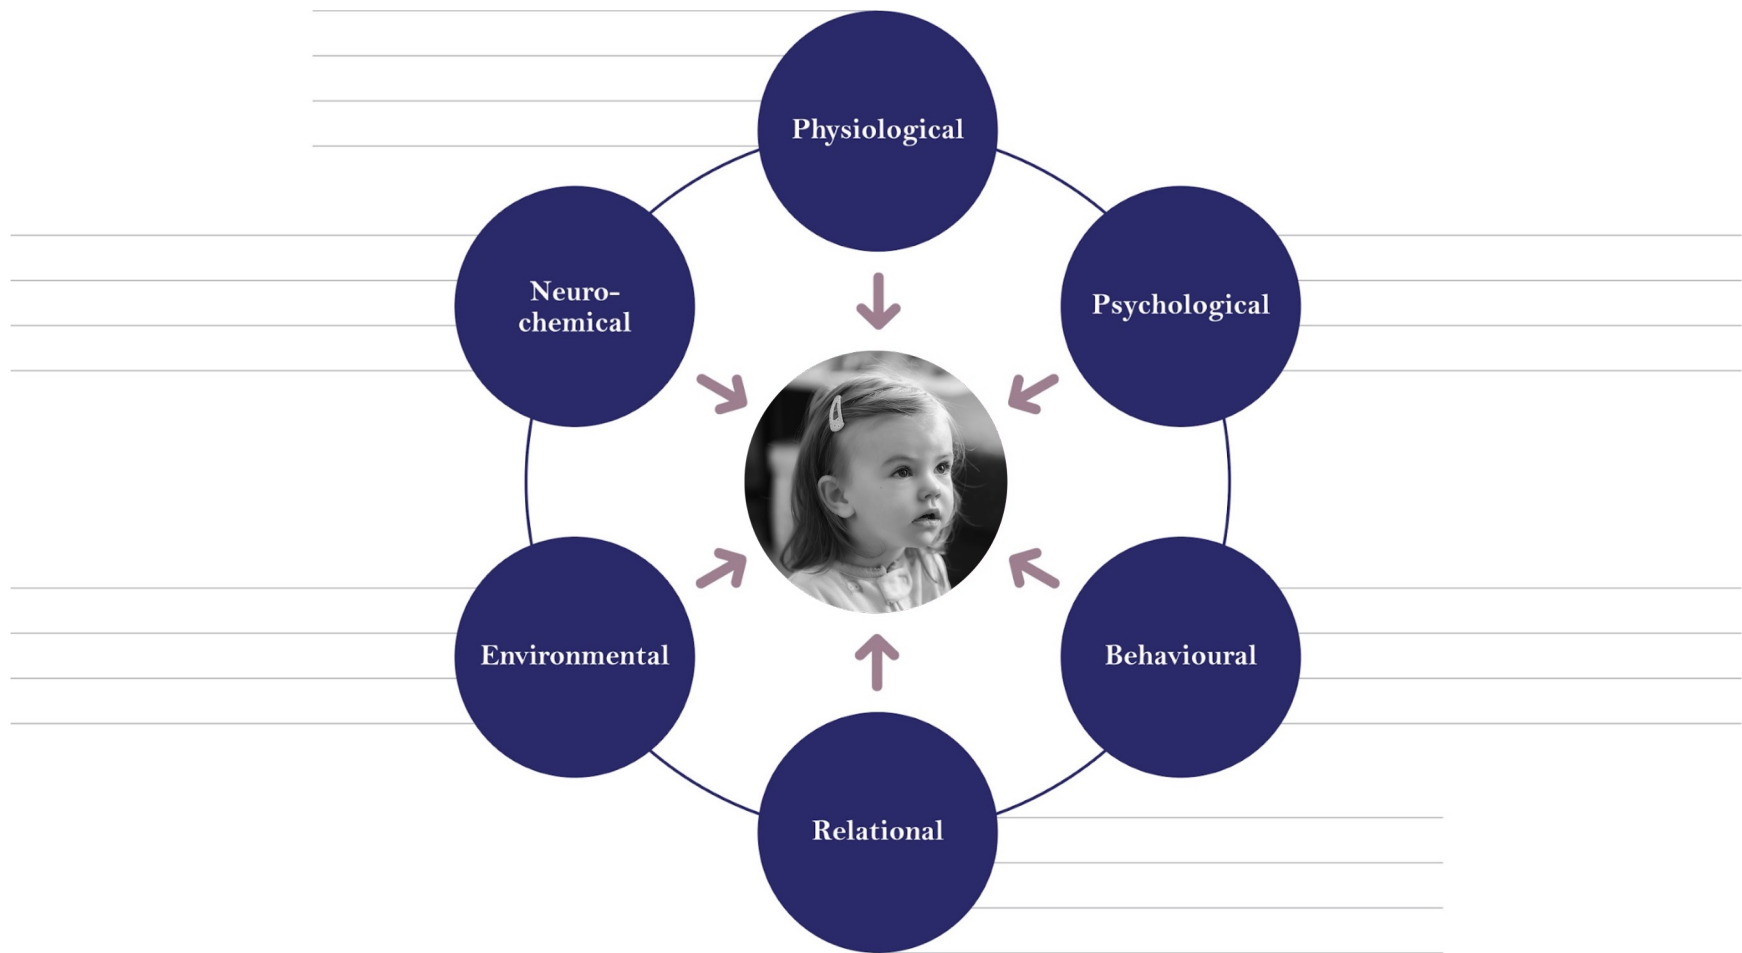 Physiological
Neuro-
chemical
Psychological
Environmental
Behavioural
Relational